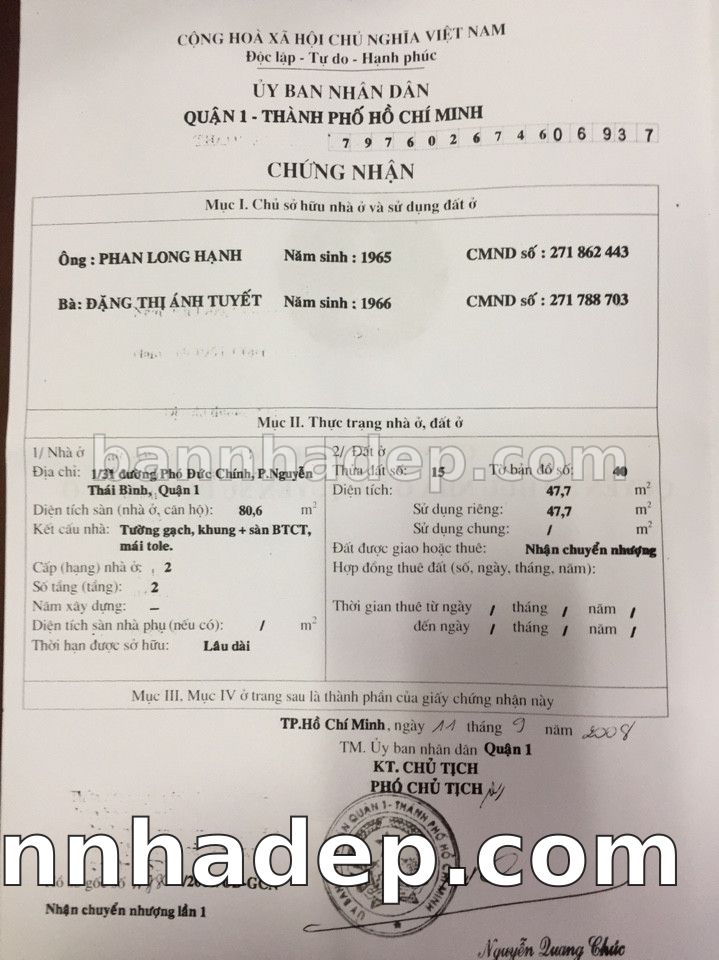 CỘNG HOÀ XÃ HỘI CHỦ NGHĨA VIỆT NAM
Độc lập - Tự do - Hạnh phúc
ỦY BAN NHÂN DÂN
QUẬN 1 - THÀNH PHỐ HỒ CHÍ MINH
7 9 7 6 0 2 6 7 4 6 0 6 9 3 7
CHỨNG NHẬN
Mục I. Chủ sở hữu nhà ở và sử dụng đất ở
Ông : PHAN LONG HẠNH Năm sinh : 1965 CMND số : 271 862 443
Bà: ĐẶNG THỊ ÁNH TUYẾT Năm sinh : 1966 CMND số : 271 788 703
Mục II. Thực trạng nhà ở, đất ở
bannhadep.com
1/ Nhà ở
Địa chỉ: 1/31 đường Phó Đức Chính, P.Nguyễn
Thái Bình, Quận 1
Diện tích sàn (nhà ở, căn hộ): 80,6 m²
Kết cấu nhà: Tường gạch, khung + sàn BTCT,
mái tole.
Cấp (hạng) nhà ở: 2
Số tầng (tầng): 2
Năm xây dựng: –
Diện tích sàn nhà phụ (nếu có): / m²
Thời hạn được sở hữu: Lâu dài
2/ Đất ở
Thửa đất số: 15 Tờ bản đồ số: 40
Diện tích: 47,7 m²
Sử dụng riêng: 47,7 m²
Sử dụng chung: / m²
Đất được giao hoặc thuê: Nhận chuyển nhượng
Hợp đồng thuê đất (số, ngày, tháng, năm):
Thời gian thuê từ ngày / tháng / năm /
đến ngày / tháng / năm /
Mục III, Mục IV ở trang sau là thành phần của giấy chứng nhận này
TP.Hồ Chí Minh, ngày 11 tháng 9 năm 2008
TM. Ủy ban nhân dân Quận 1
KT. CHỦ TỊCH
PHÓ CHỦ TỊCH
nnhadep.com
Nhận chuyển nhượng lần 1
Nguyễn Quang Chức